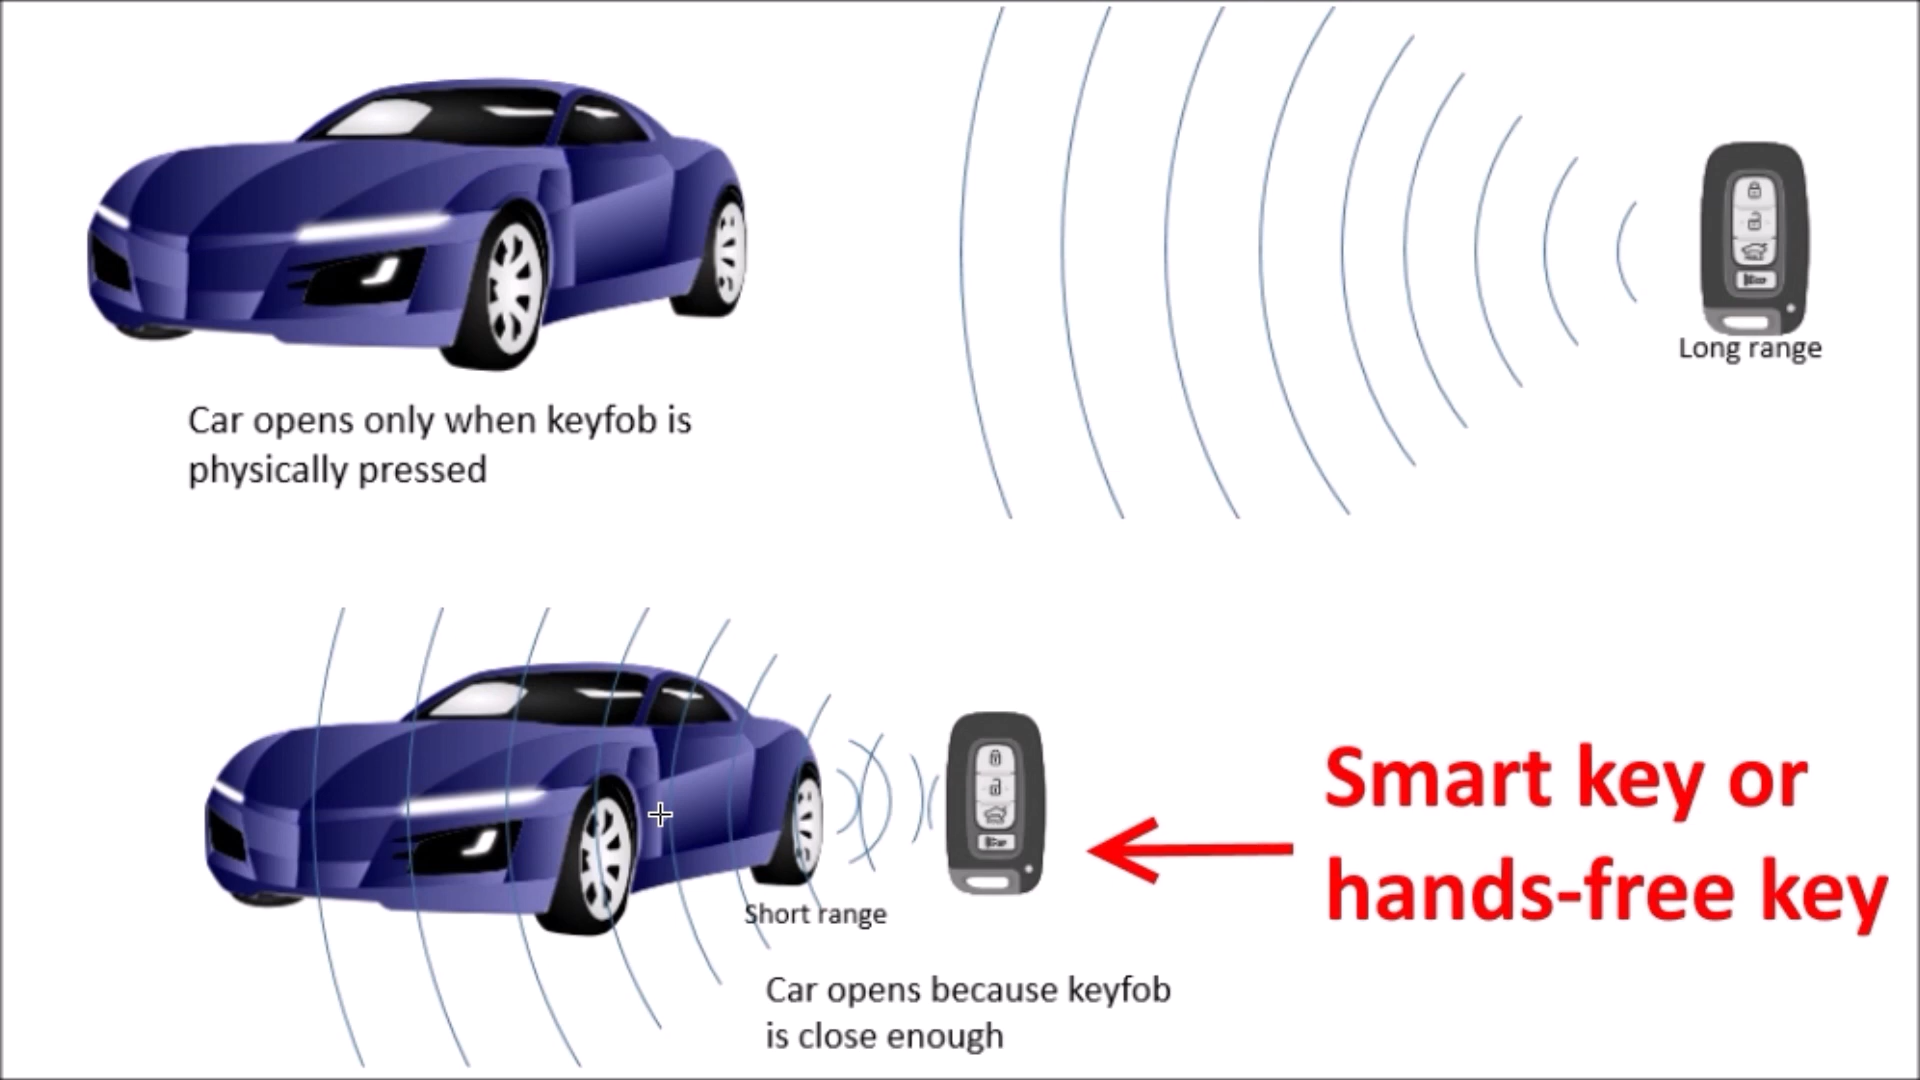 Long range
Car opens only when keyfob is
physically pressed
Smart key or
hands-free key
Short range
Car opens because keyfob
is close enough